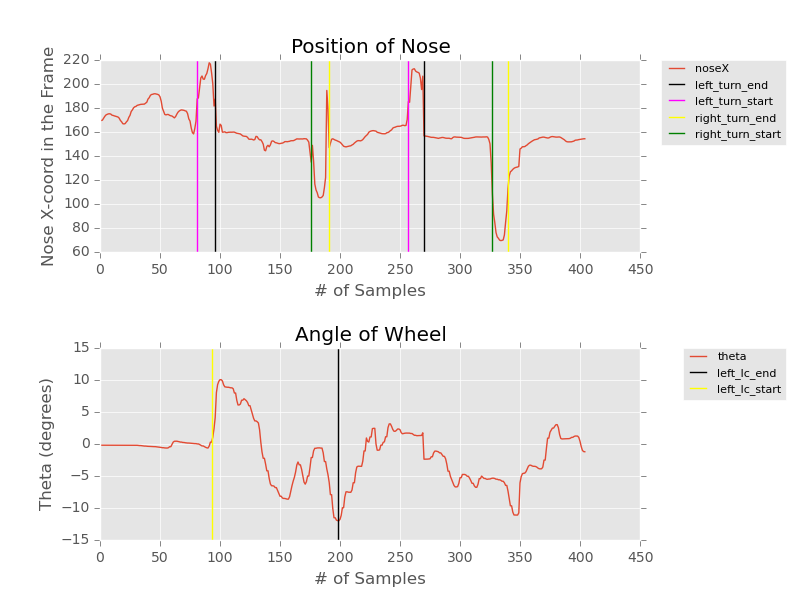 Position of Nose
Nose X-coord in the Frame
220
200
180
160
140
120
100
80
60
0 50 100 150 200 250 300 350 400 450
# of Samples
noseX
left_turn_end
left_turn_start
right_turn_end
right_turn_start
Angle of Wheel
Theta (degrees)
15
10
5
0
−5
−10
−15
0 50 100 150 200 250 300 350 400 450
# of Samples
theta
left_lc_end
left_lc_start